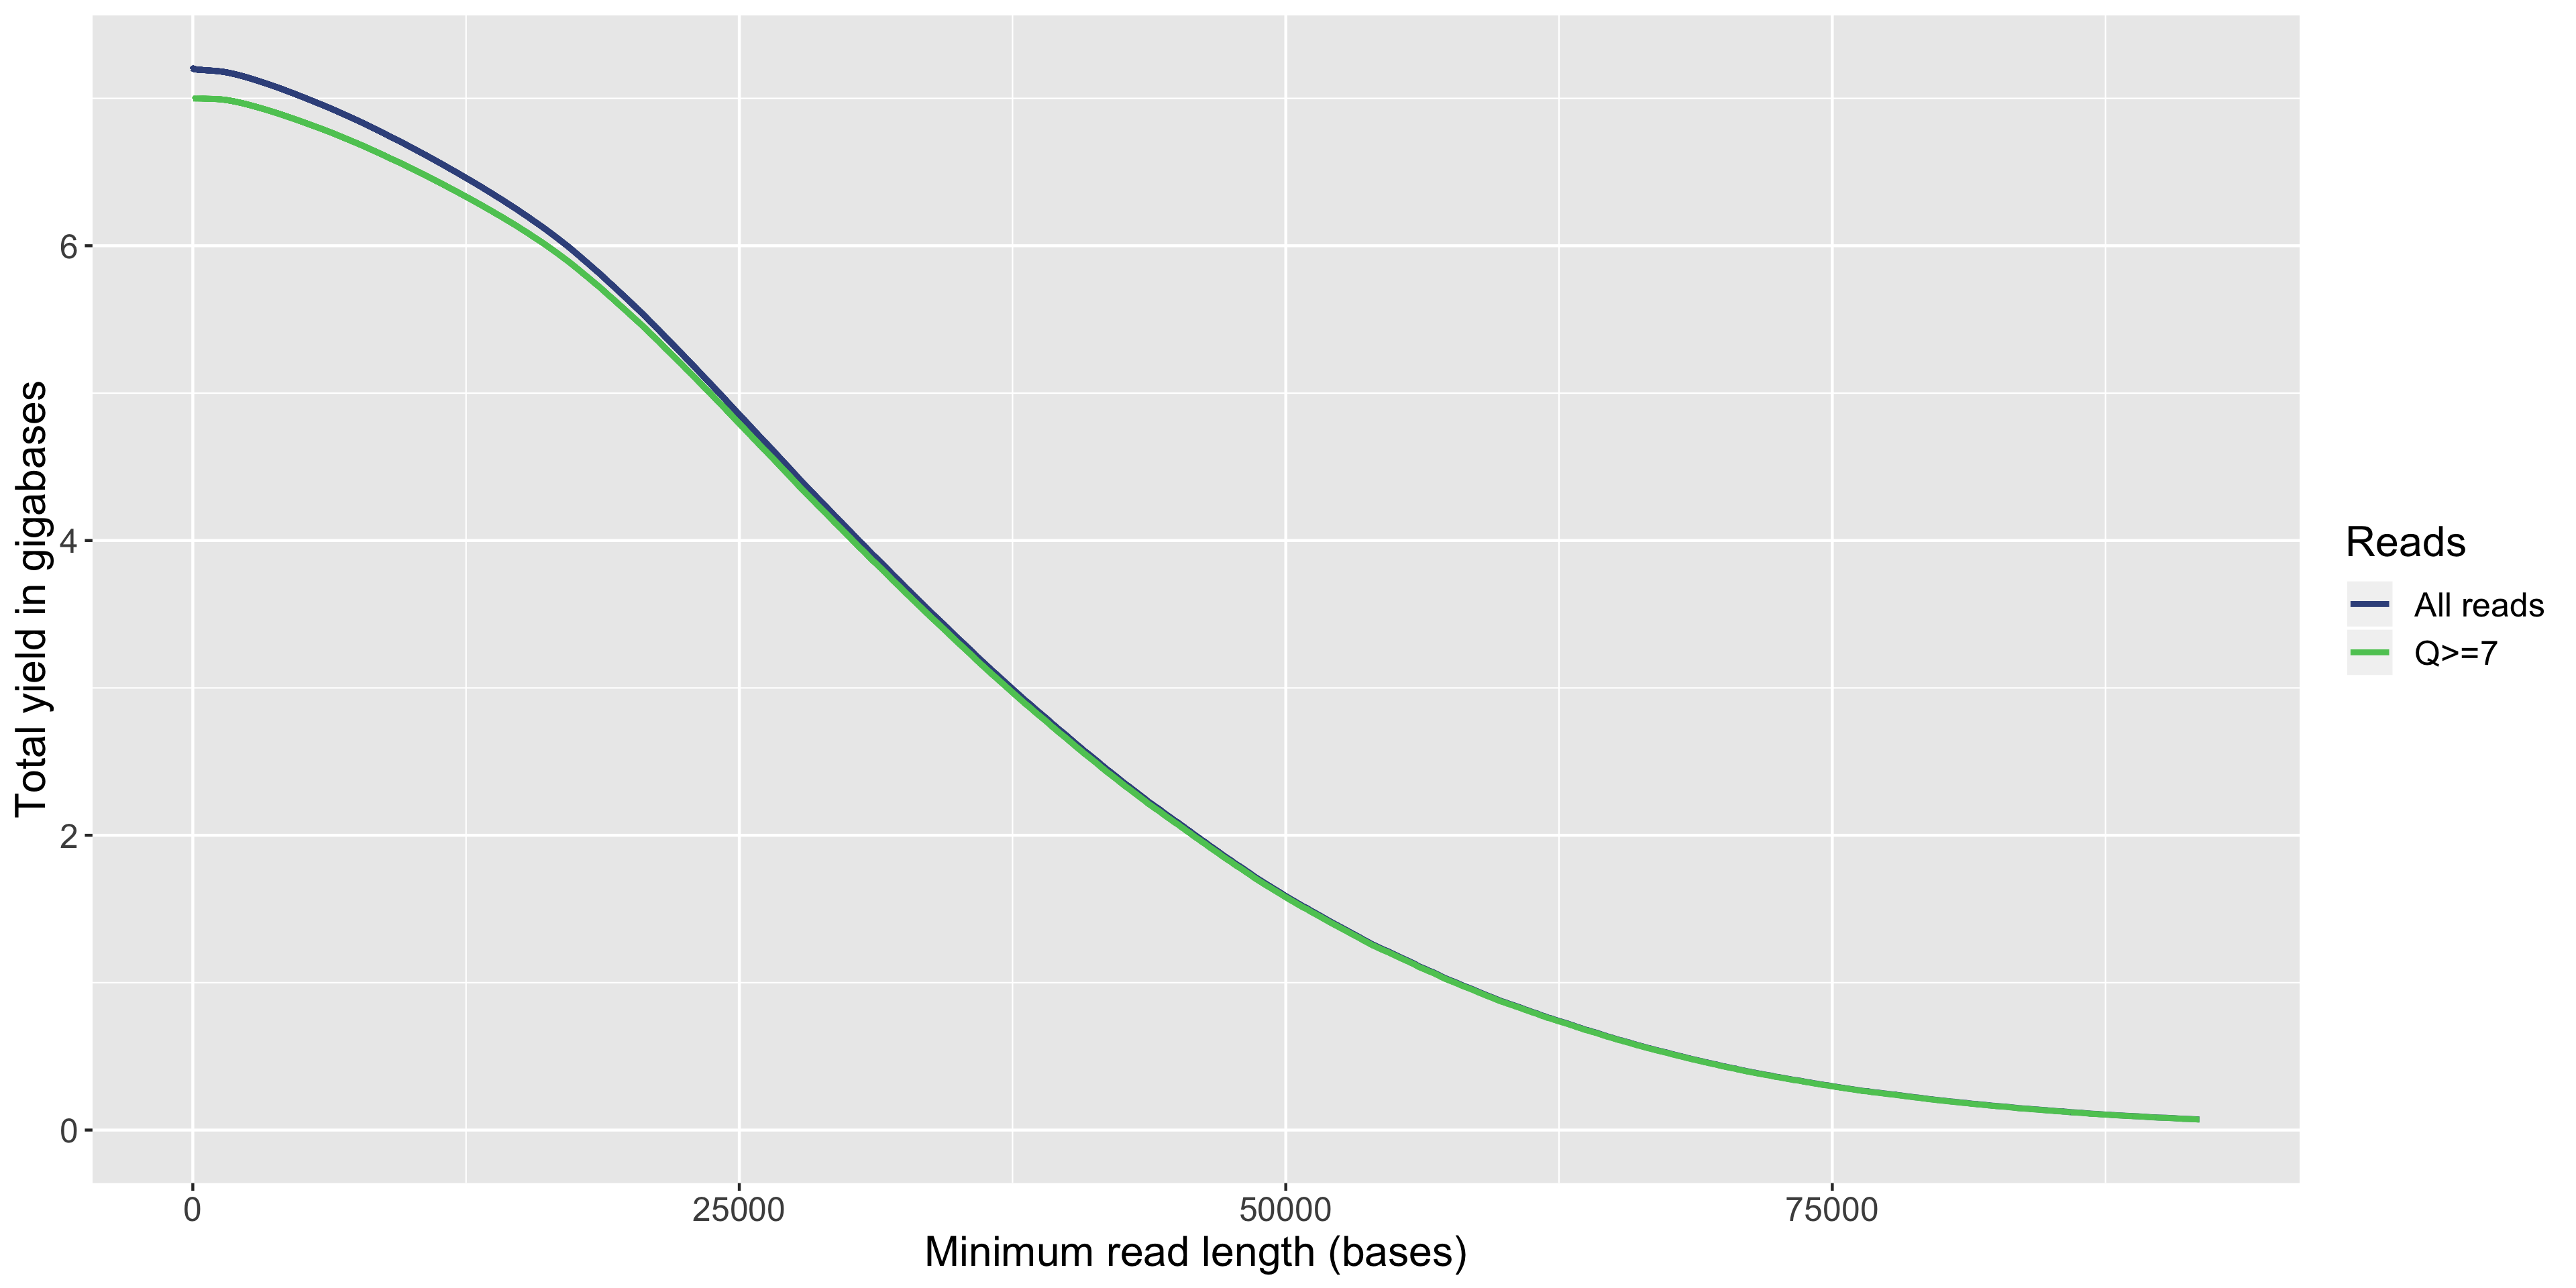 Total yield in gigabases
6
4
2
0
0 25000 50000 75000
Minimum read length (bases)
Reads
All reads
Q>=7